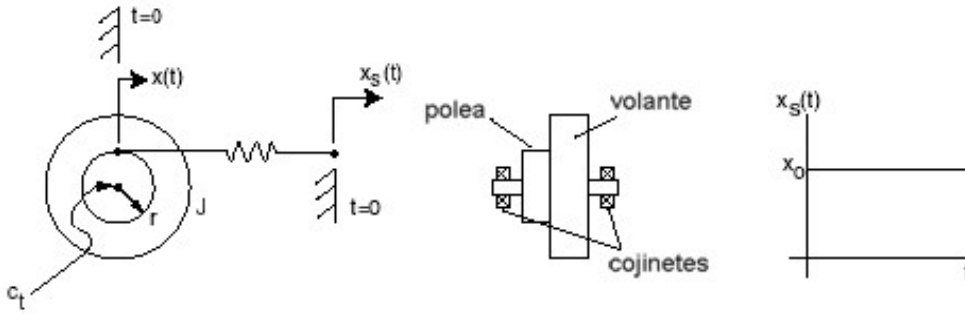 t=0
x(t)
x_s(t)
r
J
t=0
c_t
polea
volante
cojinetes
x_s(t)
x_o